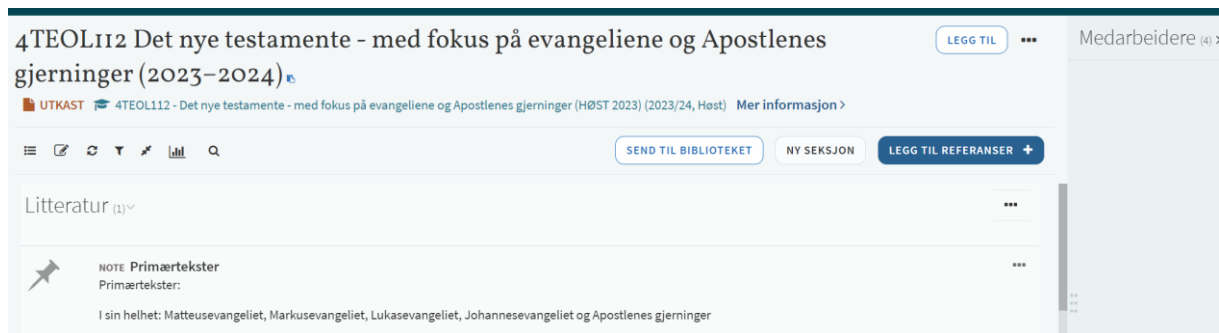 4TEOL112 Det nye testamente - med fokus på evangeliene og Apostlenes
gjerninger (2023–2024)
LEGG TIL
Medarbeidere (4)
UTKAST 4TEOL112 - Det nye testamente - med fokus på evangeliene og Apostlenes gjerninger (HØST 2023) (2023/24, Høst) Mer informasjon >
SEND TIL BIBLIOTEKET
NY SEKSJON
LEGG TIL REFERANSER +
Litteratur (1)
NOTE Primærtekster
Primærtekster:
I sin helhet: Matteusevangeliet, Markusevangeliet, Lukasevangeliet, Johannesevangeliet og Apostlenes gjerninger